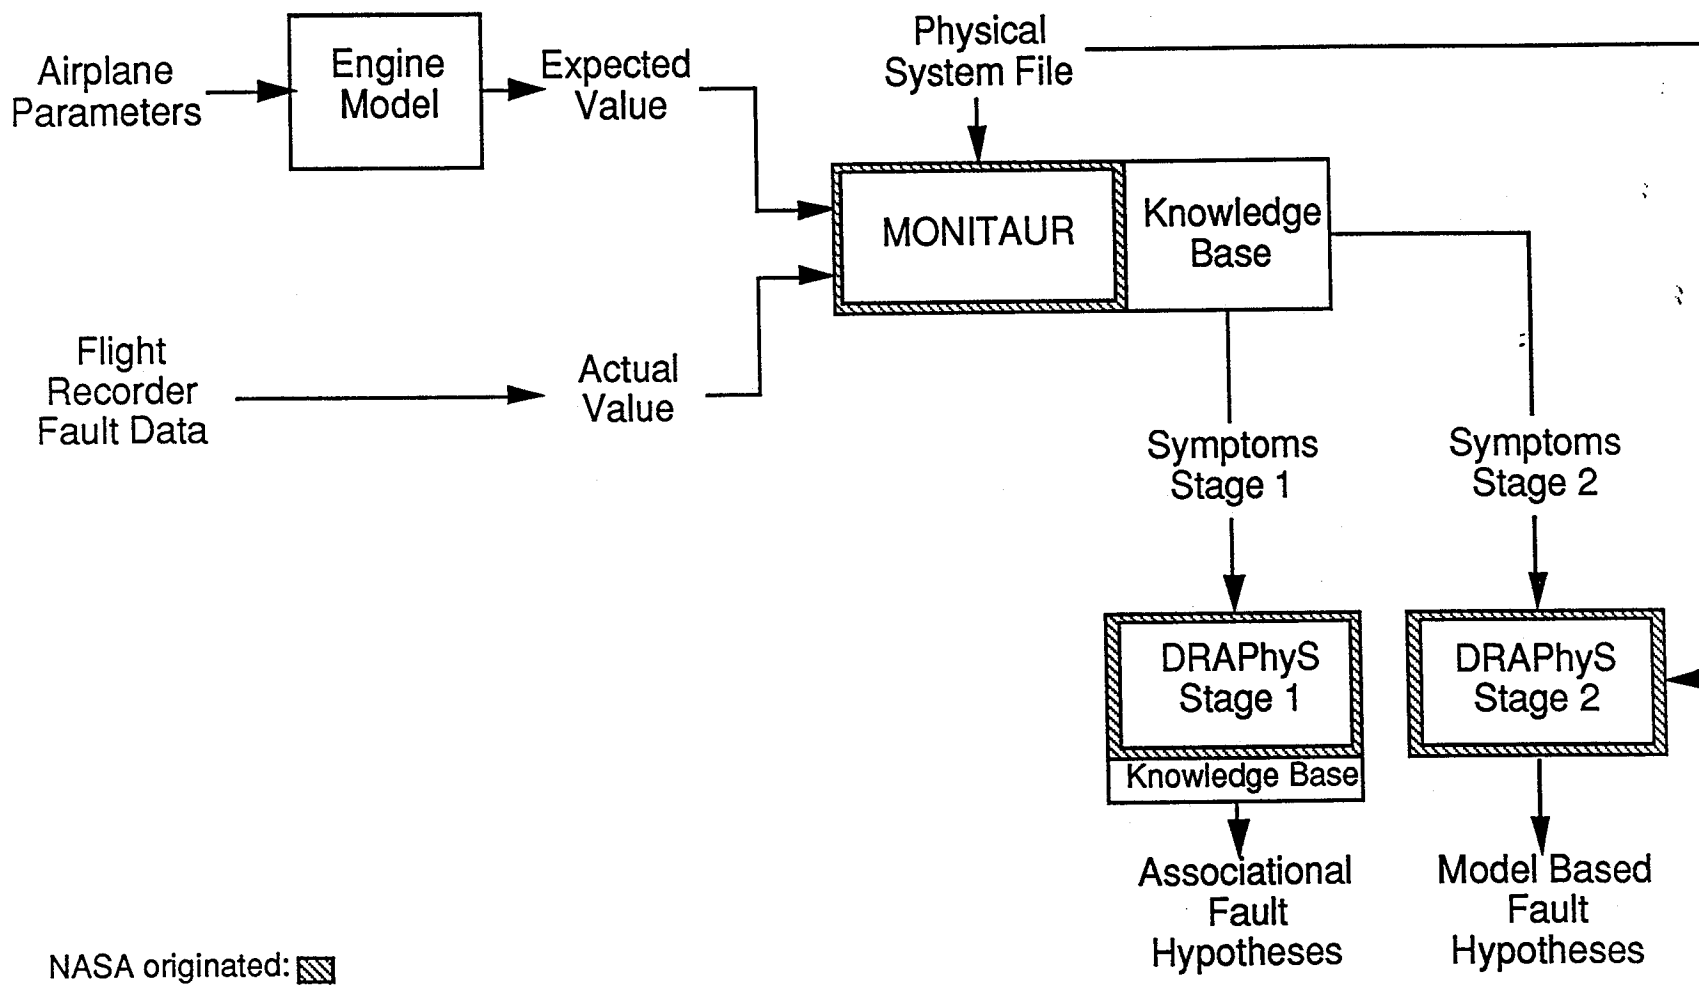 Airplane
Parameters
Engine
Model
Expected
Value
Physical
System File
MONITAUR
Knowledge
Base
Flight
Recorder
Fault Data
Actual
Value
Symptoms
Stage 1
Symptoms
Stage 2
DRAPhyS
Stage 1
Knowledge Base
DRAPhyS
Stage 2
Associational
Fault
Hypotheses
Model Based
Fault
Hypotheses
NASA originated: